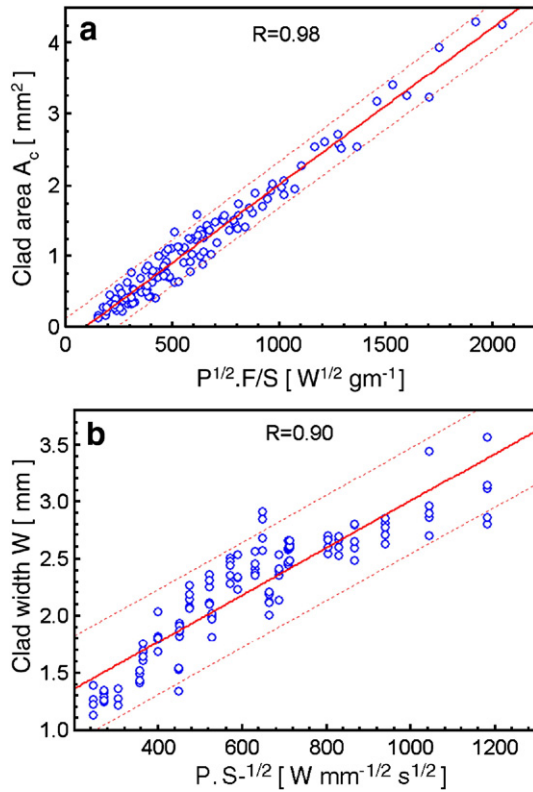 a
R=0.98
Clad area A_c [ mm² ]
4
3
2
1
0
0
500
1000
1500
2000
P^1/2.F/S [ W^1/2 gm⁻¹ ]
b
R=0.90
Clad width W [ mm ]
3.5
3.0
2.5
2.0
1.5
1.0
400
600
800
1000
1200
P. S-^1/2 [ W mm-^1/2 s^1/2 ]